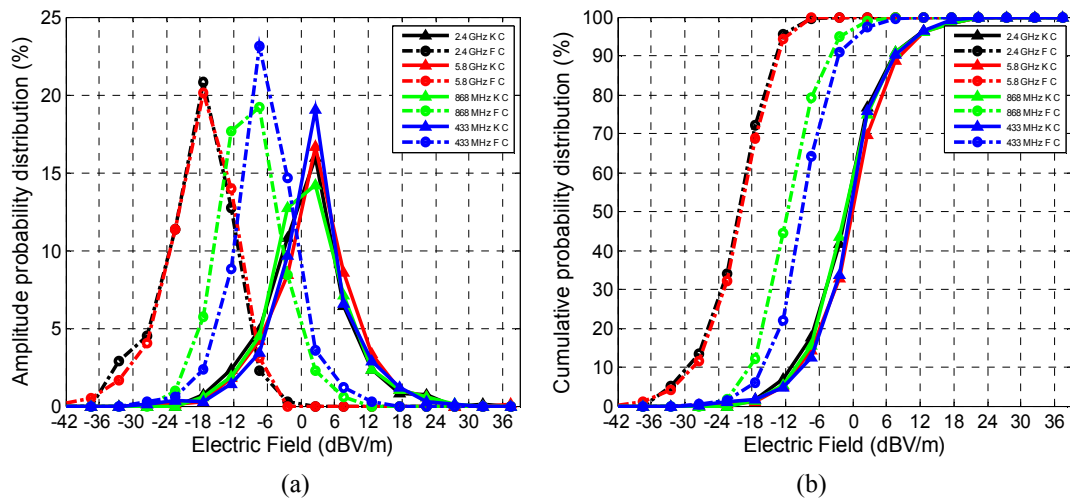 Amplitude probability distribution (%)
25
20
15
10
5
0
-42 -36 -30 -24 -18 -12 -6 0 6 12 18 24 30 36
Electric Field (dBV/m)
2.4 GHz K C
2.4 GHz F C
5.8 GHz K C
5.8 GHz F C
868 MHz K C
868 MHz F C
433 MHz K C
433 MHz F C
(a)
Cumulative probability distribution (%)
100
90
80
70
60
50
40
30
20
10
0
-42 -36 -30 -24 -18 -12 -6 0 6 12 18 24 30 36
Electric Field (dBV/m)
2.4 GHz K C
2.4 GHz F C
5.8 GHz K C
5.8 GHz F C
868 MHz K C
868 MHz F C
433 MHz K C
433 MHz F C
(b)